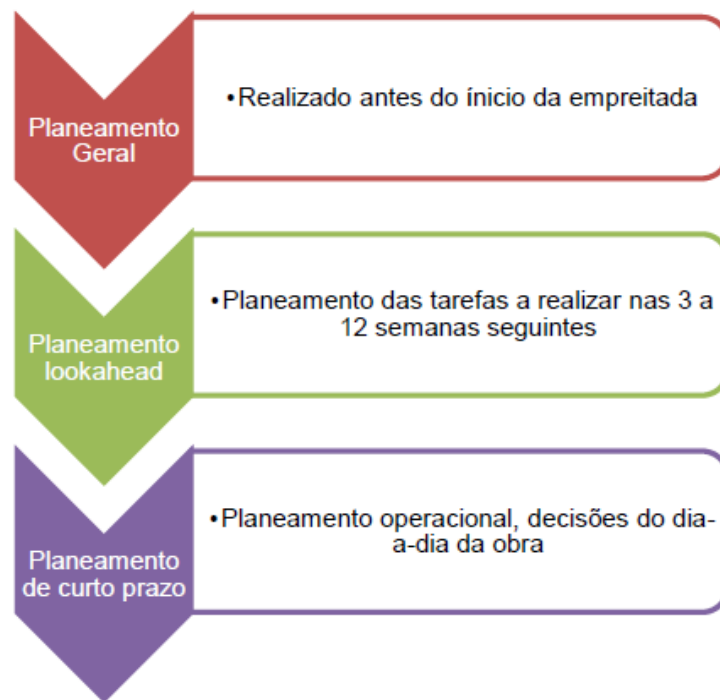 Planeamento
Geral
•Realizado antes do ínicio da empreitada
Planeamento
lookahead
•Planeamento das tarefas a realizar nas 3 a
12 semanas seguintes
Planeamento
de curto prazo
•Planeamento operacional, decisões do dia-
a-dia da obra